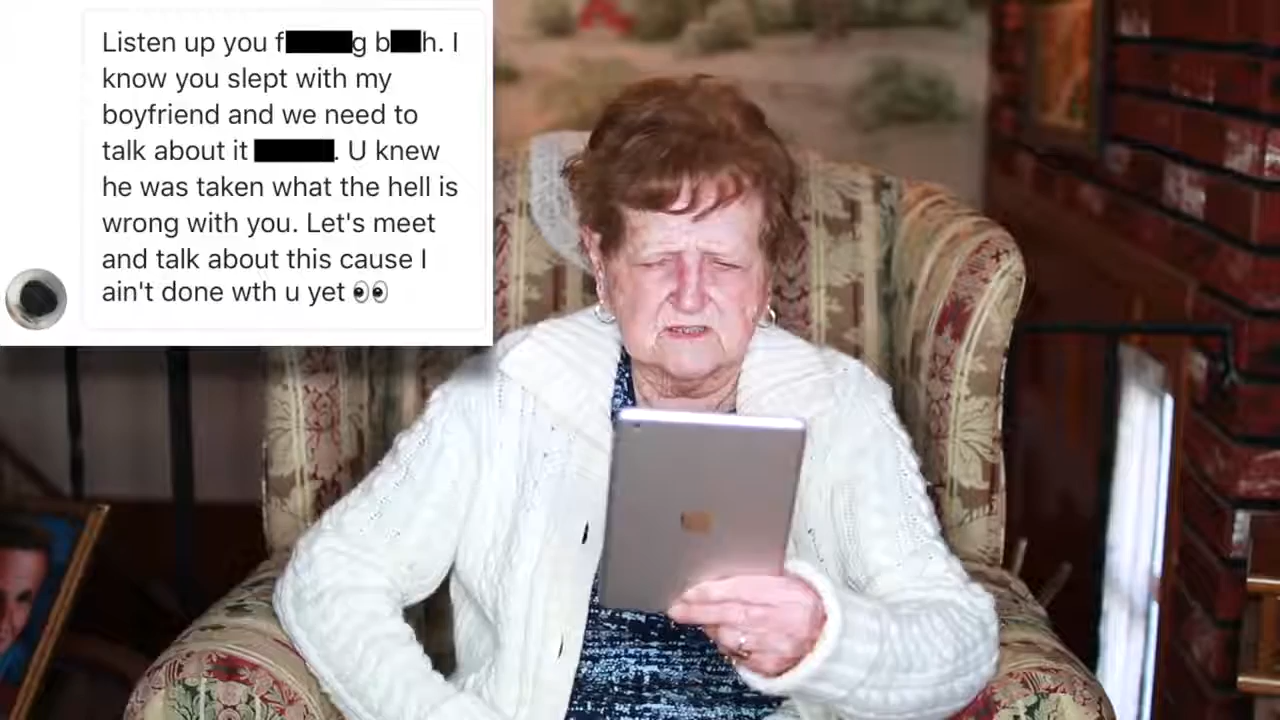 Listen up you f g b h. I
know you slept with my
boyfriend and we need to
talk about it . U knew
he was taken what the hell is
wrong with you. Let's meet
and talk about this cause I
ain't done wth u yet 👀